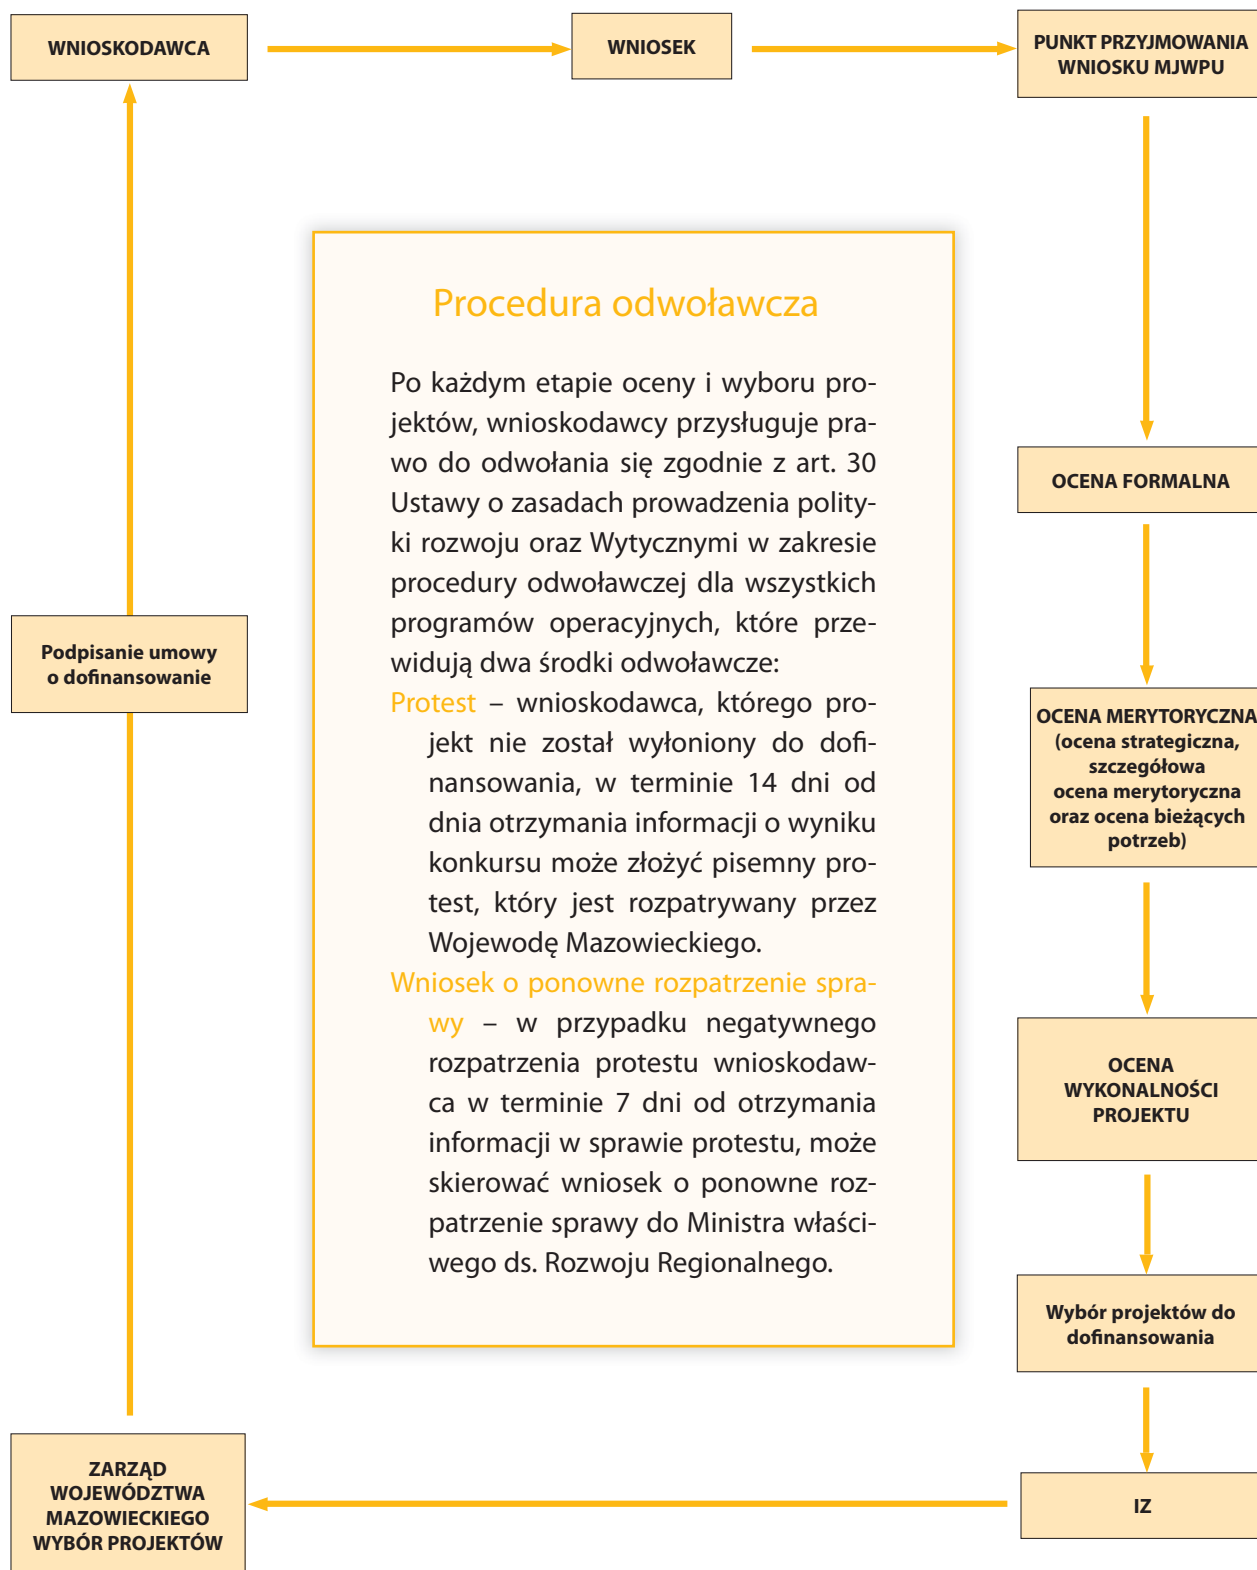 WNIOSKODAWCA
WNIOSEK
PUNKT PRZYJMOWANIA
WNIOSKU MJWPU
OCENA FORMALNA
OCENA MERYTORYCZNA
(ocena strategiczna,
szczegółowa
ocena merytoryczna
oraz ocena bieżących
potrzeb)
OCENA
WYKONALNOŚCI
PROJEKTU
Wybór projektów do
dofinansowania
IZ
ZARZĄD
WOJEWÓDZTWA
MAZOWIECKIEGO
WYBÓR PROJEKTÓW
Podpisanie umowy
o dofinansowanie
Procedura odwoławcza
Po każdym etapie oceny i wyboru pro-
jektów, wnioskodawcy przysługuje pra-
wo do odwołania się zgodnie z art. 30
Ustawy o zasadach prowadzenia polity-
ki rozwoju oraz Wytycznymi w zakresie
procedury odwoławczej dla wszystkich
programów operacyjnych, które prze-
widują dwa środki odwoławcze:
Protest – wnioskodawca, którego pro-
jekt nie został wyłoniony do dofi-
nansowania, w terminie 14 dni od
dnia otrzymania informacji o wyniku
konkursu może złożyć pisemny pro-
test, który jest rozpatrywany przez
Wojewodę Mazowieckiego.
Wniosek o ponowne rozpatrzenie spra-
wy – w przypadku negatywnego
rozpatrzenia protestu wnioskodaw-
ca w terminie 7 dni od otrzymania
informacji w sprawie protestu, może
skierować wniosek o ponowne roz-
patrzenie sprawy do Ministra właści-
wego ds. Rozwoju Regionalnego.